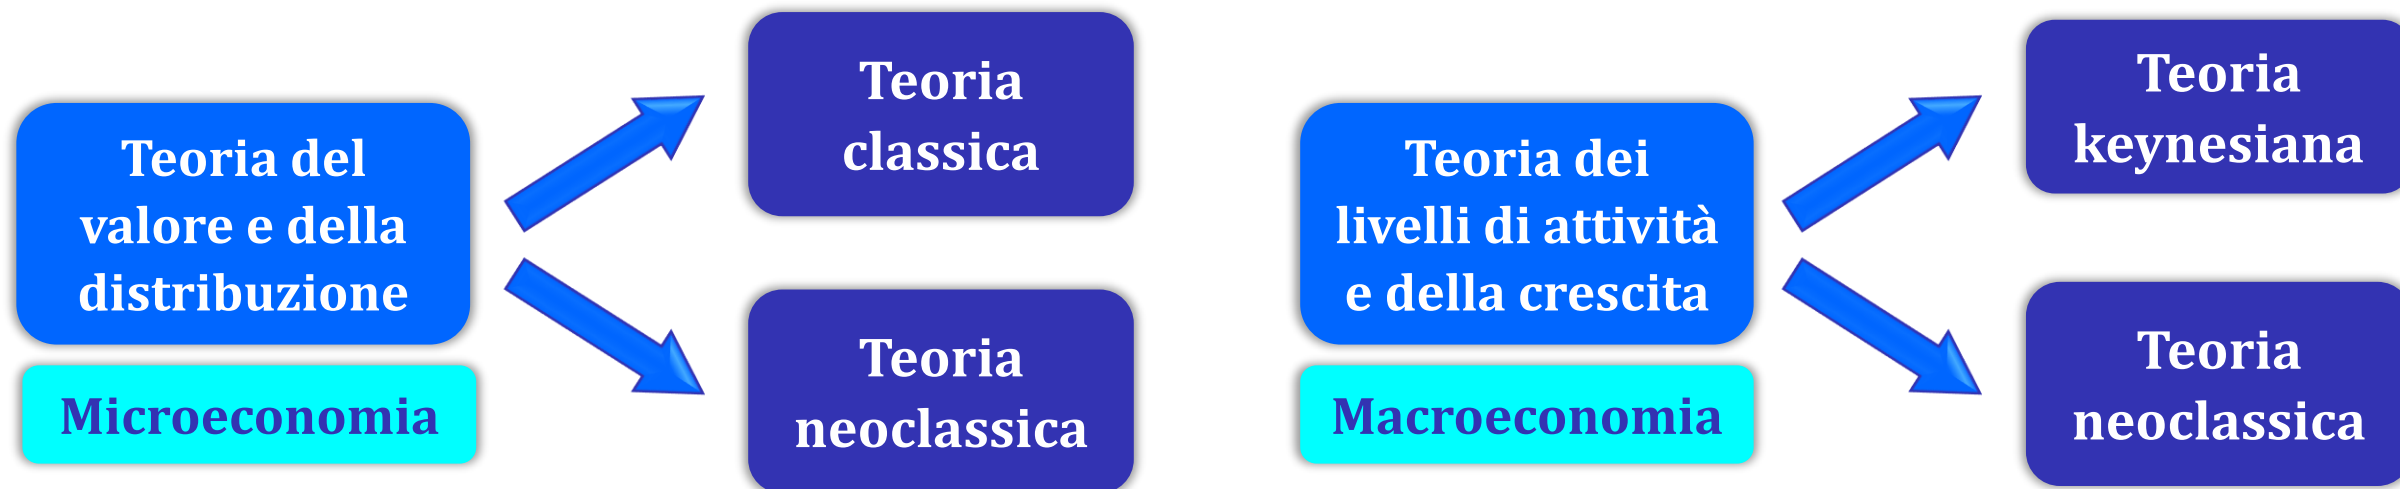 Teoria del
valore e della
distribuzione
Microeconomia
Teoria
classica
Teoria
neoclassica
Teoria dei
livelli di attività
e della crescita
Macroeconomia
Teoria
keynesiana
Teoria
neoclassica